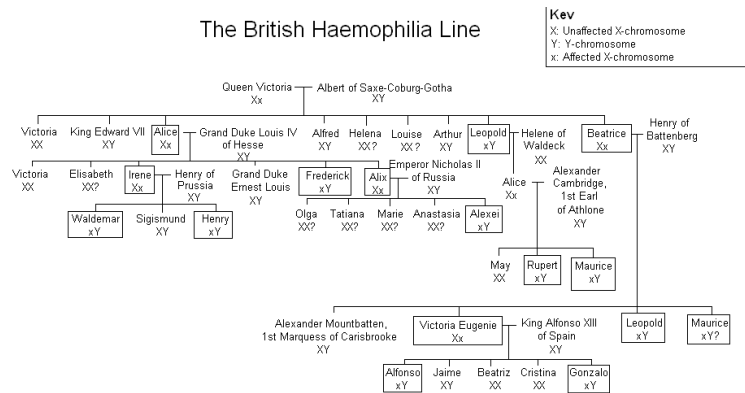 The British Haemophilia Line
Key
X: Unaffected X-chromosome
Y: Y-chromosome
x: Affected X-chromosome
Queen Victoria
Xx
Albert of Saxe-Coburg-Gotha
XY
Victoria
XX
King Edward VII
XY
Alice
Xx
Grand Duke Louis IV
of Hesse
XY
Alfred
XY
Helena
XX?
Louise
XX?
Arthur
XY
Leopold
xY
Helene of
Waldeck
XX
Beatrice
Xx
Henry of
Battenberg
XY
Victoria
XX
Elisabeth
XX?
Irene
Xx
Henry of
Prussia
XY
Grand Duke
Ernest Louis
XY
Frederick
xY
Alix
Xx
Emperor Nicholas II
of Russia
XY
Alice
Xx
Alexander
Cambridge,
1st Earl
of Athlone
XY
Waldemar
xY
Sigismund
XY
Henry
xY
Olga
XX?
Tatiana
XX?
Marie
XX?
Anastasia
XX?
Alexei
xY
May
XX
Rupert
xY
Maurice
xY
Alexander Mountbatten,
1st Marquess of Carisbrooke
XY
Victoria Eugenie
Xx
King Alfonso XIII
of Spain
XY
Leopold
xY
Maurice
xY?
Alfonso
xY
Jaime
XY
Beatriz
XX
Cristina
XX
Gonzalo
xY